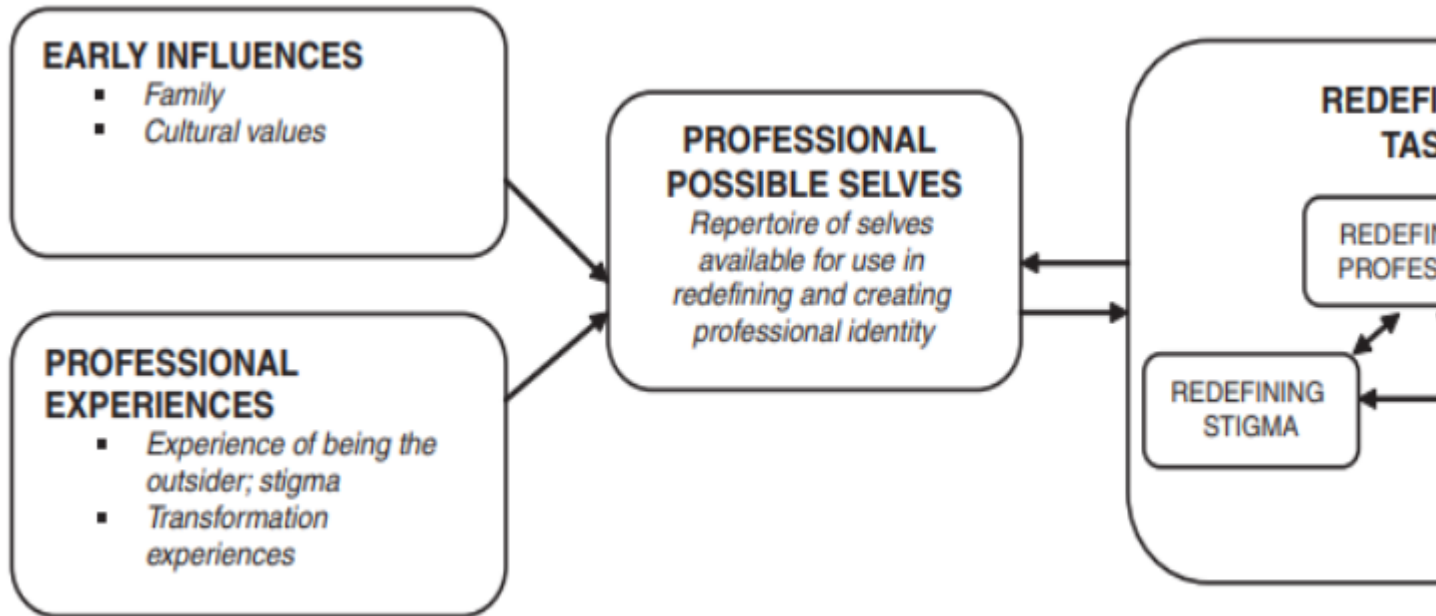 EARLY INFLUENCES
▪ Family
▪ Cultural values
PROFESSIONAL
EXPERIENCES
▪ Experience of being the
outsider; stigma
▪ Transformation
experiences
PROFESSIONAL
POSSIBLE SELVES
Repertoire of selves
available for use in
redefining and creating
professional identity
REDEFINING
STIGMA